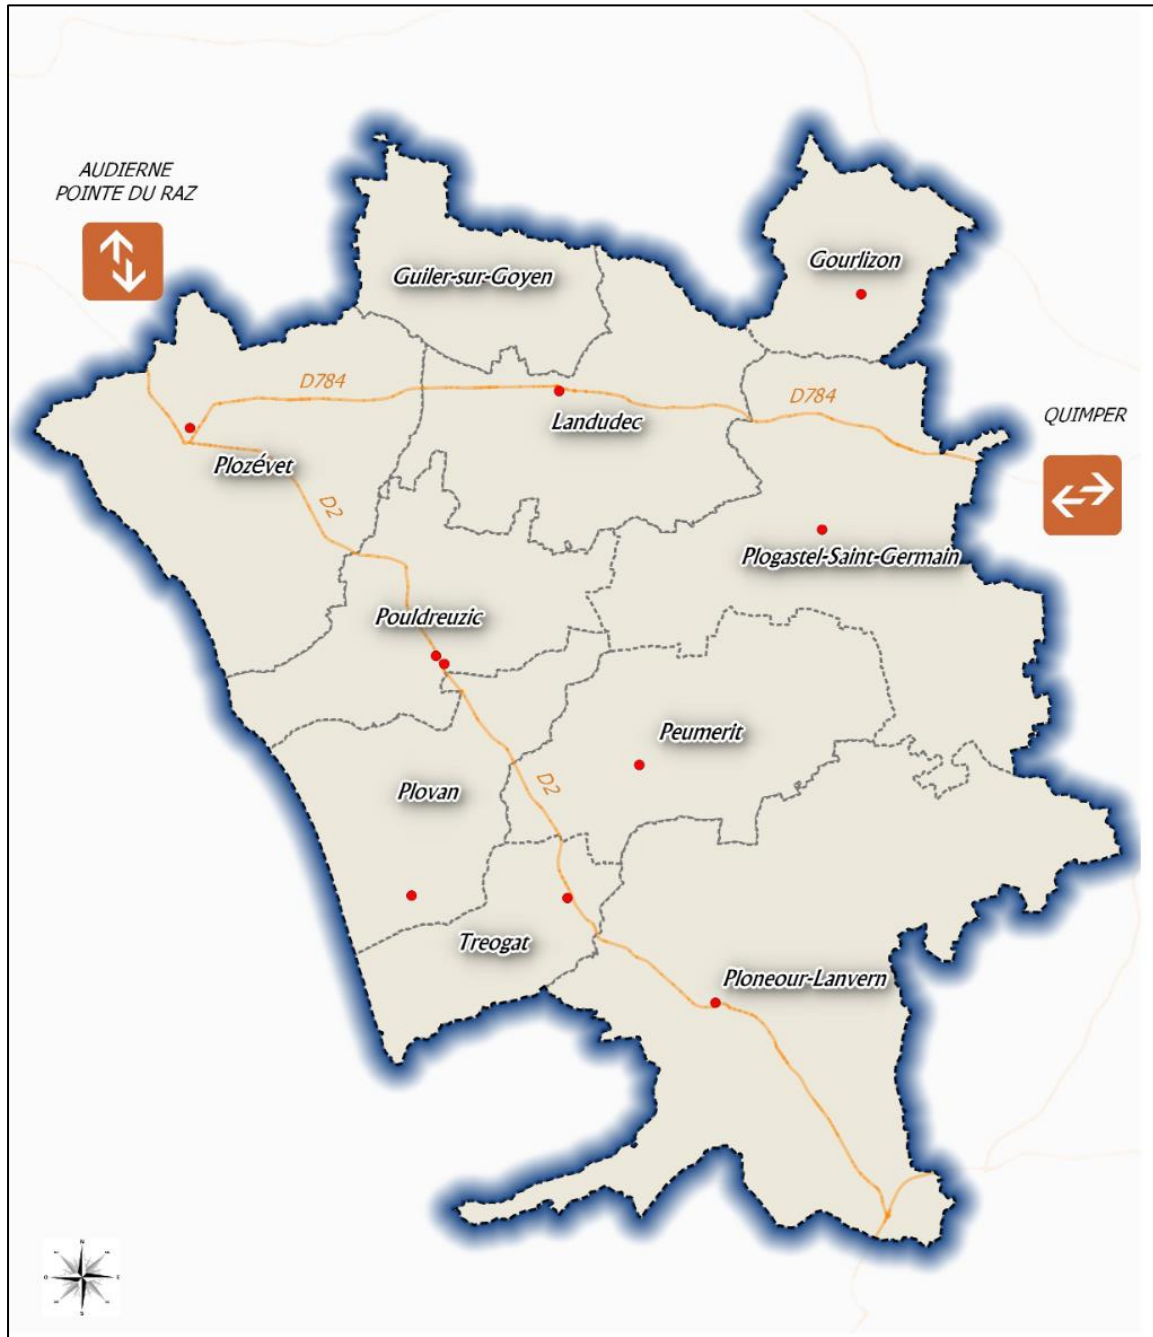 AUDIERNE
POINTE DU RAZ
Gourlizon
Guiler-sur-Goyen
D784
D784
QUIMPER
Landudec
Plozévet
D2
Plogastel-Saint-Germain
Pouldreuzic
Peumerit
D2
Plovan
Treogat
Ploneour-Lanvern
N
O
E
S